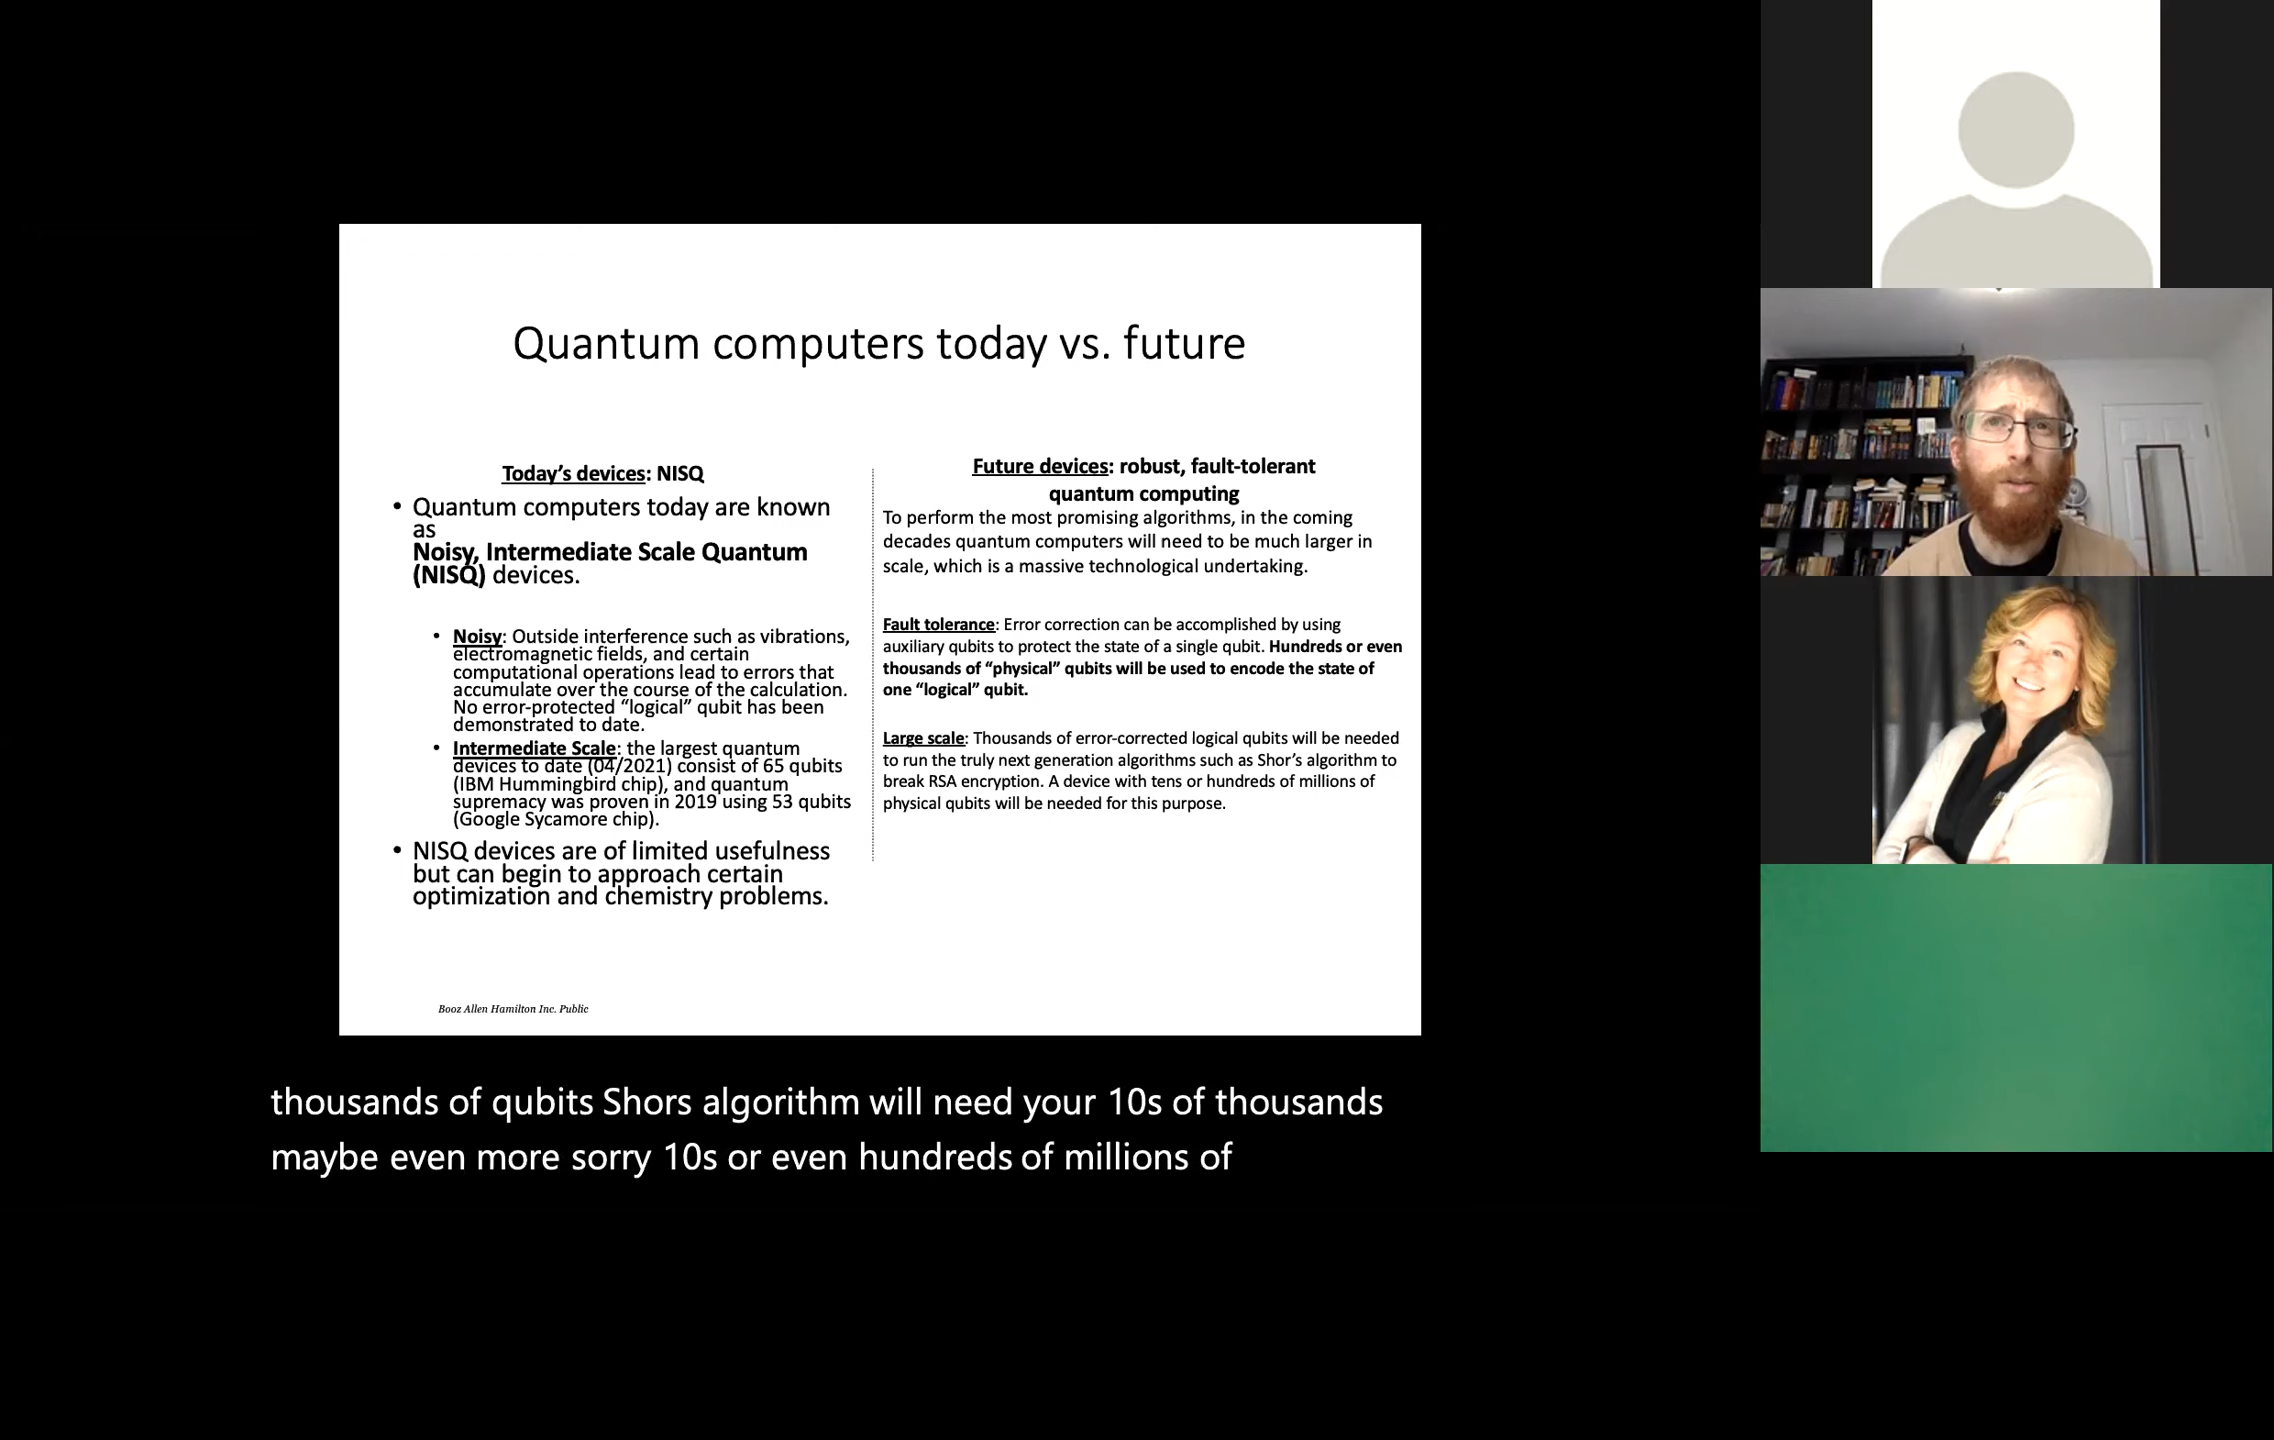 Quantum computers today vs. future
Today’s devices: NISQ
• Quantum computers today are known
as
Noisy, Intermediate Scale Quantum
(NISQ) devices.
• Noisy: Outside interference such as vibrations,
electromagnetic fields, and certain
computational operations lead to errors that
accumulate over the course of the calculation.
No error-protected “logical” qubit has been
demonstrated to date.
• Intermediate Scale: the largest quantum
devices to date (04/2021) consist of 65 qubits
(IBM Hummingbird chip), and quantum
supremacy was proven in 2019 using 53 qubits
(Google Sycamore chip).
• NISQ devices are of limited usefulness
but can begin to approach certain
optimization and chemistry problems.
Future devices: robust, fault-tolerant
quantum computing
To perform the most promising algorithms, in the coming
decades quantum computers will need to be much larger in
scale, which is a massive technological undertaking.
Fault tolerance: Error correction can be accomplished by using
auxiliary qubits to protect the state of a single qubit. Hundreds or even
thousands of “physical” qubits will be used to encode the state of
one “logical” qubit.
Large scale: Thousands of error-corrected logical qubits will be needed
to run the truly next generation algorithms such as Shor’s algorithm to
break RSA encryption. A device with tens or hundreds of millions of
physical qubits will be needed for this purpose.
Booz Allen Hamilton Inc. Public
thousands of qubits Shors algorithm will need your 10s of thousands
maybe even more sorry 10s or even hundreds of millions of